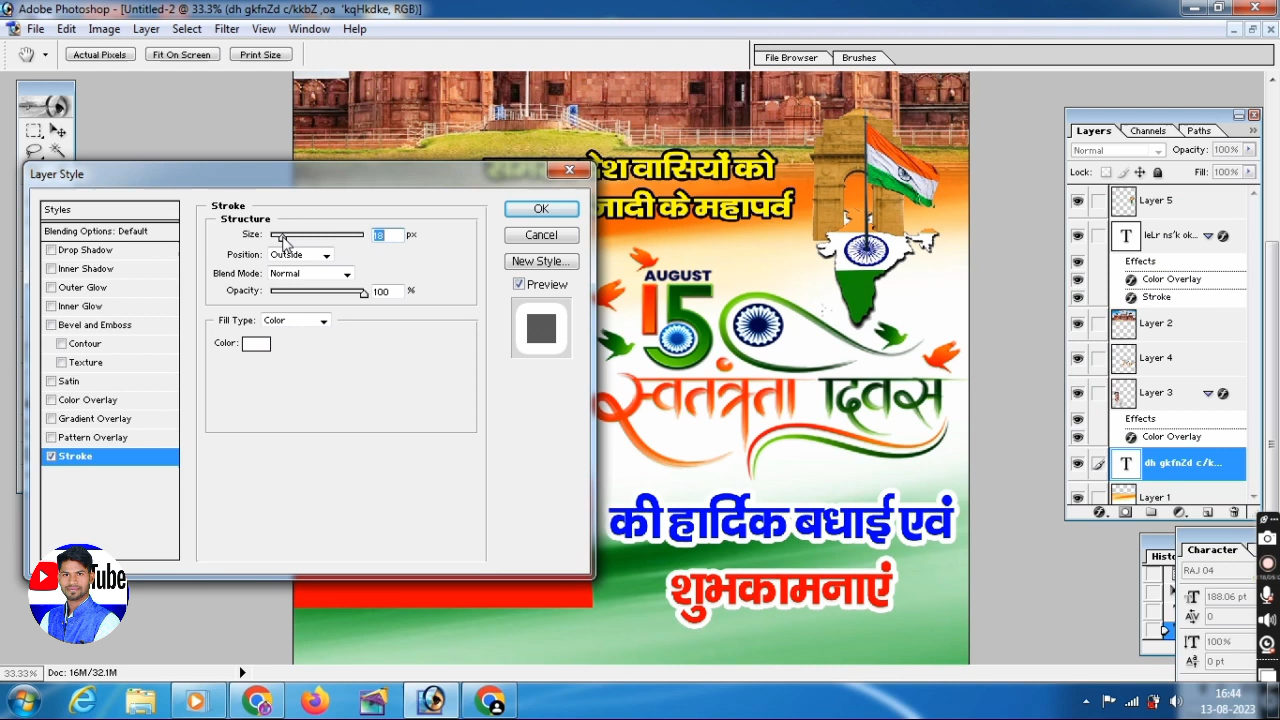 Adobe Photoshop - [Untitled-2 @ 33.3% (dh gkfnZd c/kkbZ ,oa 'kqHkdke, RGB)]
File Edit Image Layer Select Filter View Window Help
Actual Pixels Fit On Screen Print Size
File Browser Brushes
Layer Style
Styles
Blending Options: Default
Drop Shadow
Inner Shadow
Outer Glow
Inner Glow
Bevel and Emboss
Contour
Texture
Satin
Color Overlay
Gradient Overlay
Pattern Overlay
Stroke
Stroke
Structure
Size: 18 px
Position: Outside
Blend Mode: Normal
Opacity: 100 %
Fill Type: Color
Color:
OK
Cancel
New Style...
Preview
वासियों को
के महापर्व
AUGUST
15
स्वतंत्रता दिवस
की हार्दिक बधाई एवं
शुभकामनाएं
Layers Channels Paths
Normal Opacity: 100%
Lock: Fill: 100%
Layer 5
T leLr ns'k ok...
Effects
Color Overlay
Stroke
Layer 2
Layer 4
Layer 3
Effects
Color Overlay
T dh gkfnZd c/k...
Layer 1
Character
RAJ 04
188.06 pt
0
100%
0 pt
Tube
33.33% Doc: 16M/32.1M
16:44
13-08-2023